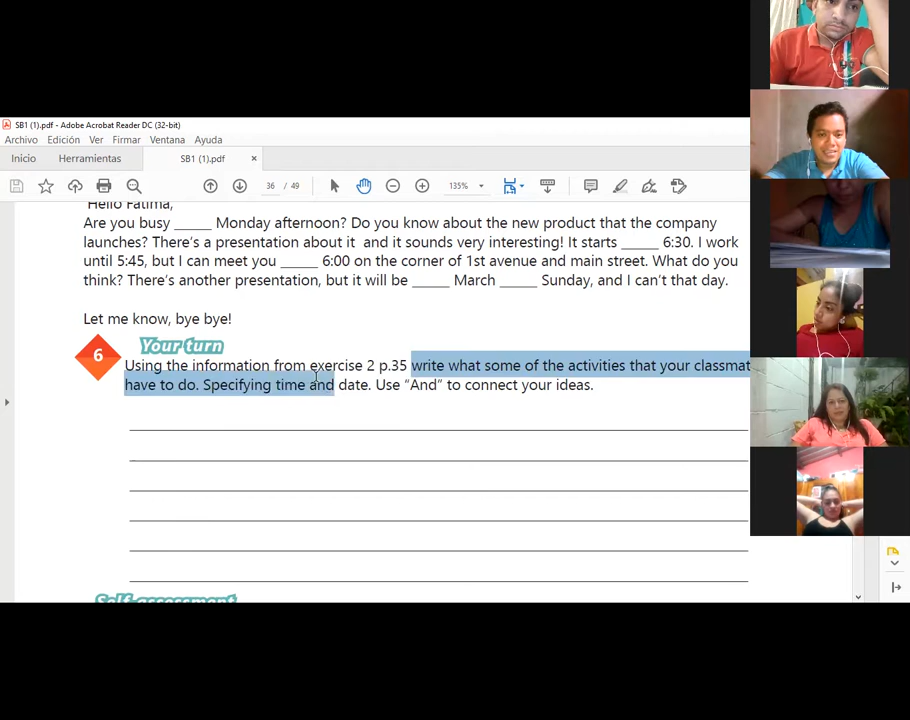 SB1 (1).pdf - Adobe Acrobat Reader DC (32-bit)
Archivo Edición Ver Firmar Ventana Ayuda
Inicio Herramientas SB1 (1).pdf ×
36 / 49 135%
Hello Fatima,
Are you busy _____ Monday afternoon? Do you know about the new product that the company
launches? There's a presentation about it and it sounds very interesting! It starts _____ 6:30. I work
until 5:45, but I can meet you _____ 6:00 on the corner of 1st avenue and main street. What do you
think? There's another presentation, but it will be _____ March _____ Sunday, and I can't that day.
Let me know, bye bye!
6 Your turn
Using the information from exercise 2 p.35 write what some of the activities that your classmat
have to do. Specifying time and date. Use “And” to connect your ideas.
Self-assessment